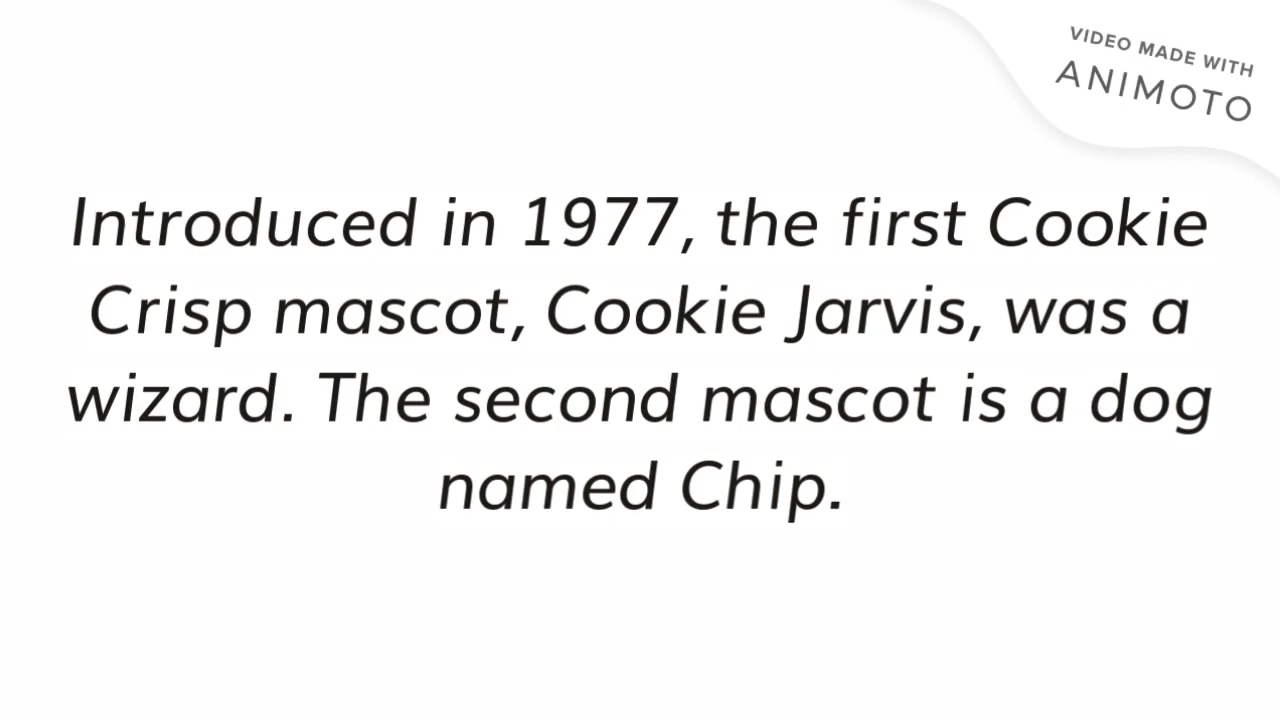 VIDEO MADE WITH
ANIMOTO
Introduced in 1977, the first Cookie
Crisp mascot, Cookie Jarvis, was a
wizard. The second mascot is a dog
named Chip.